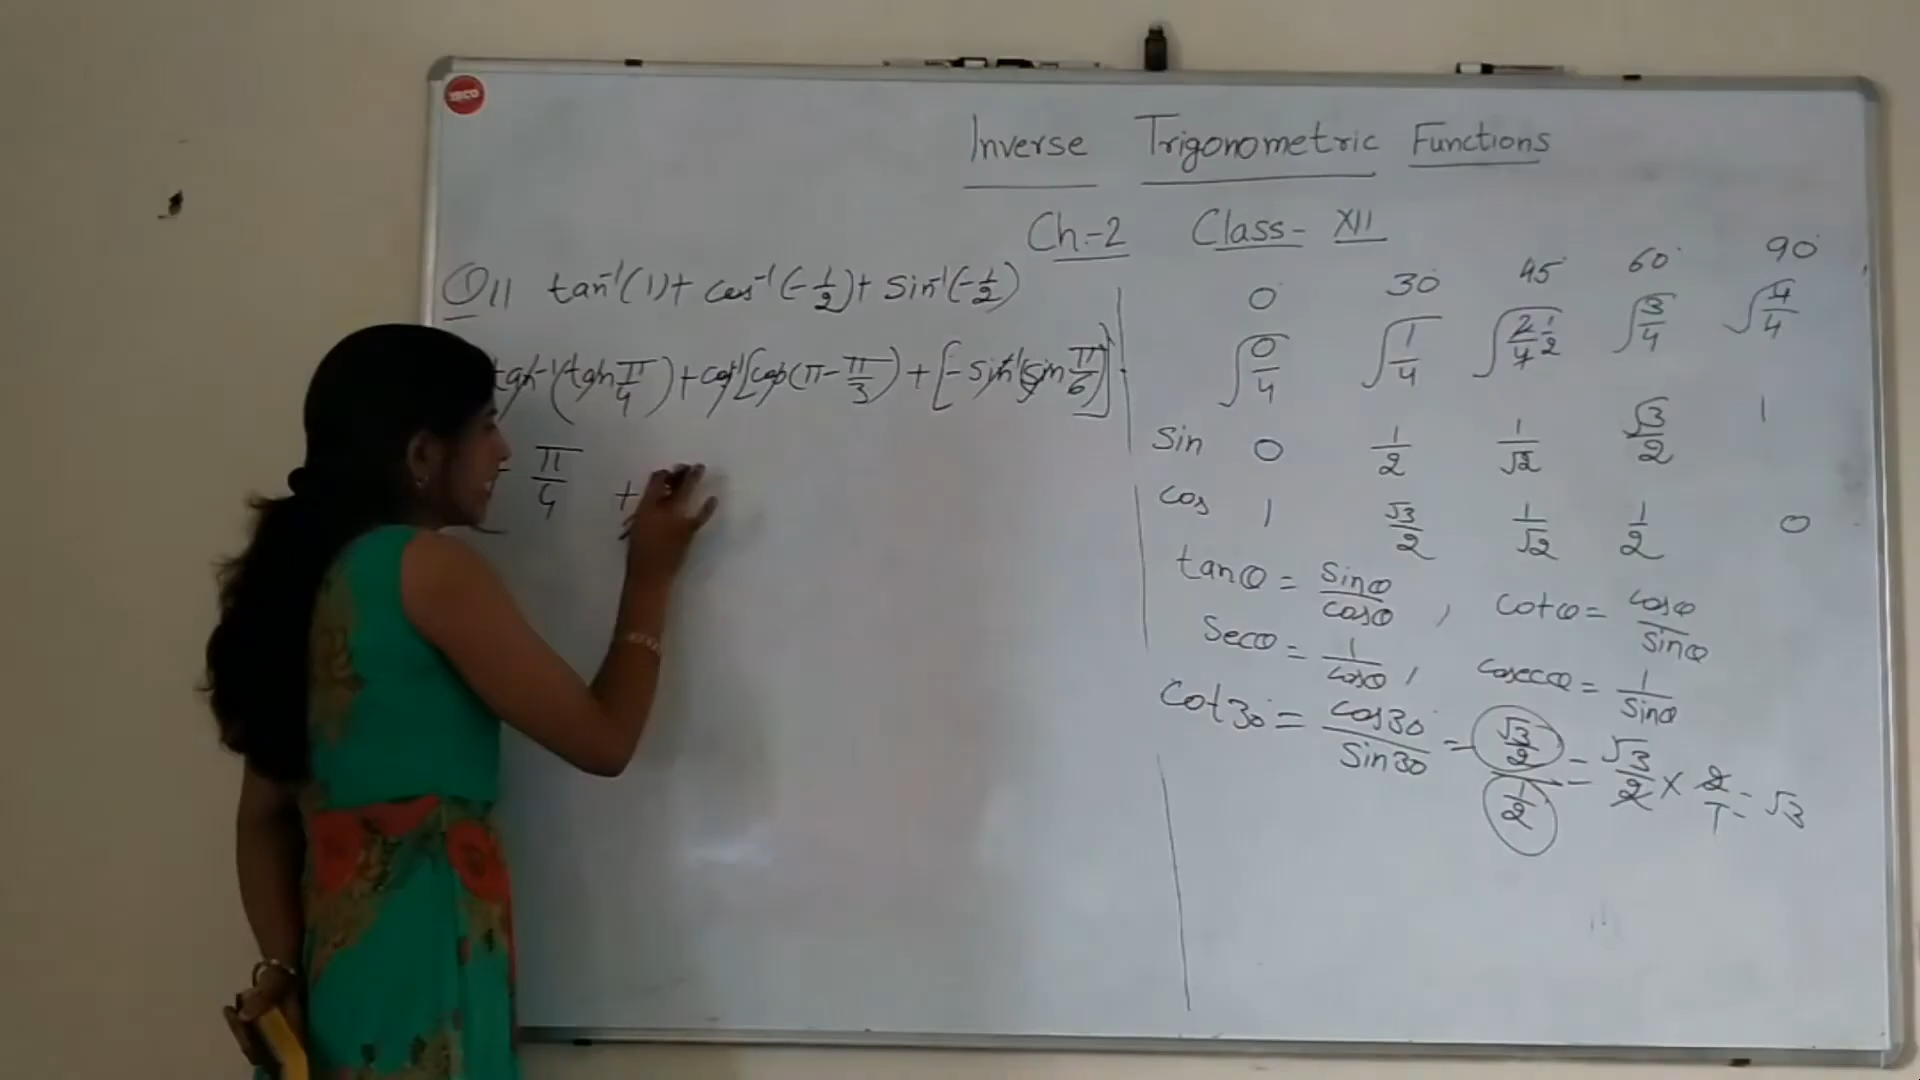 Inverse Trigonometric Functions
Ch.-2 Class- XII
Q11 tan⁻¹(1) + cos⁻¹(-1/2) + Sin⁻¹(-1/2)
tan⁻¹(tan π/4) + cos⁻¹[cos(π - π/3) + [-Sin⁻¹(sin π/6)]
= π/4 +
0 30° 45° 60° 90°
√0/4 √1/4 √2/4 1/2 √3/4 √4/4
Sin 0 1/2 1/√2 √3/2 1
cos 1 √3/2 1/√2 1/2 0
tanθ = Sinθ/cosθ , cotθ = cosθ/sinθ
Secθ = 1/cosθ , cosecθ = 1/sinθ
Cot30° = cos30°/Sin30 = √3/2 / 1/2 = √3/2 × 2/1 = √3